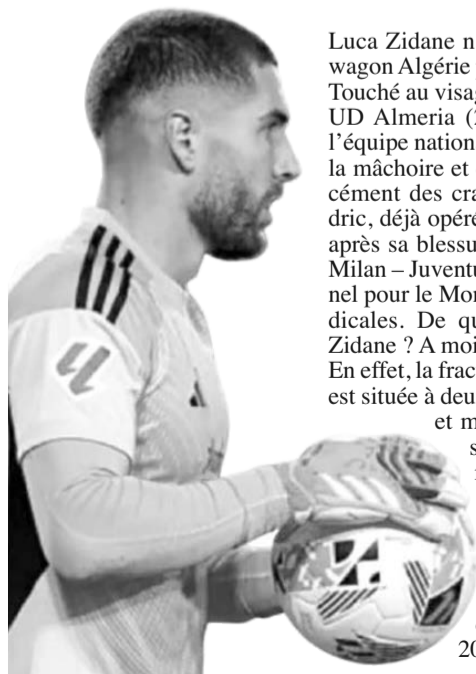 Luca Zidane n
wagon Algérie
Touché au visag
UD Almeria (
l'équipe nation
la mâchoire et
cément des cra
dric, déjà opéré
après sa blessu
Milan – Juventu
nel pour le Mor
dicales. De qu
Zidane ? A moi
En effet, la frac
est située à deu
et m
s
20